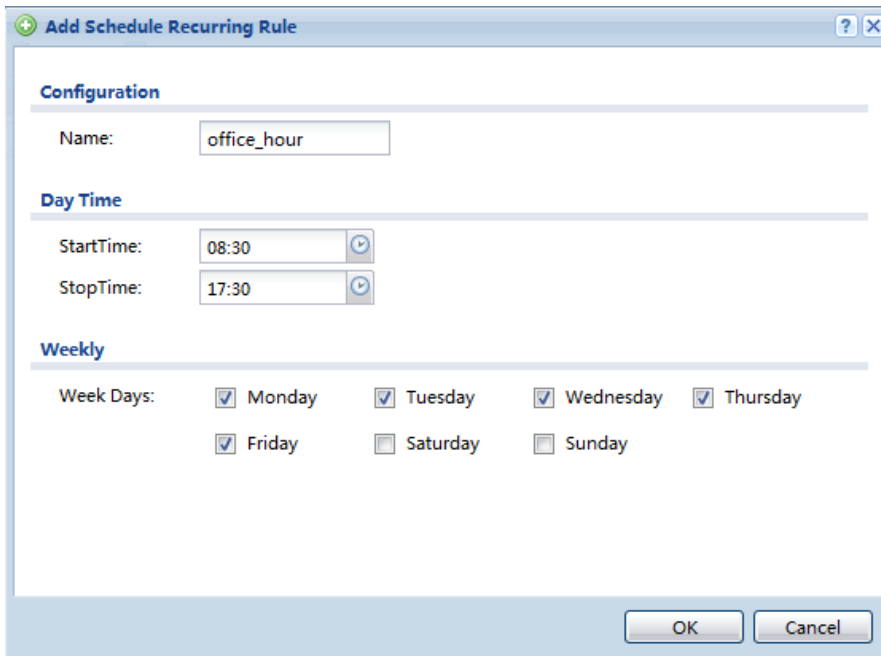 Add Schedule Recurring Rule ?
Configuration
Name: office_hour
Day Time
StartTime: 08:30
StopTime: 17:30
Weekly
Week Days: Monday Tuesday Wednesday Thursday
Friday Saturday Sunday
OK Cancel